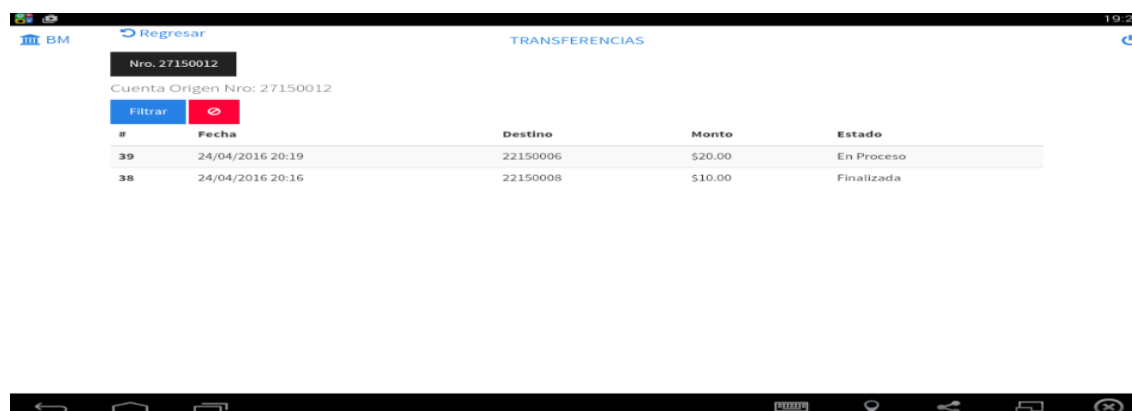 19:2
BM
Regresar
TRANSFERENCIAS
Nro. 27150012
Cuenta Origen Nro: 27150012
Filtrar
# Fecha Destino Monto Estado
39 24/04/2016 20:19 22150006 $20.00 En Proceso
38 24/04/2016 20:16 22150008 $10.00 Finalizada